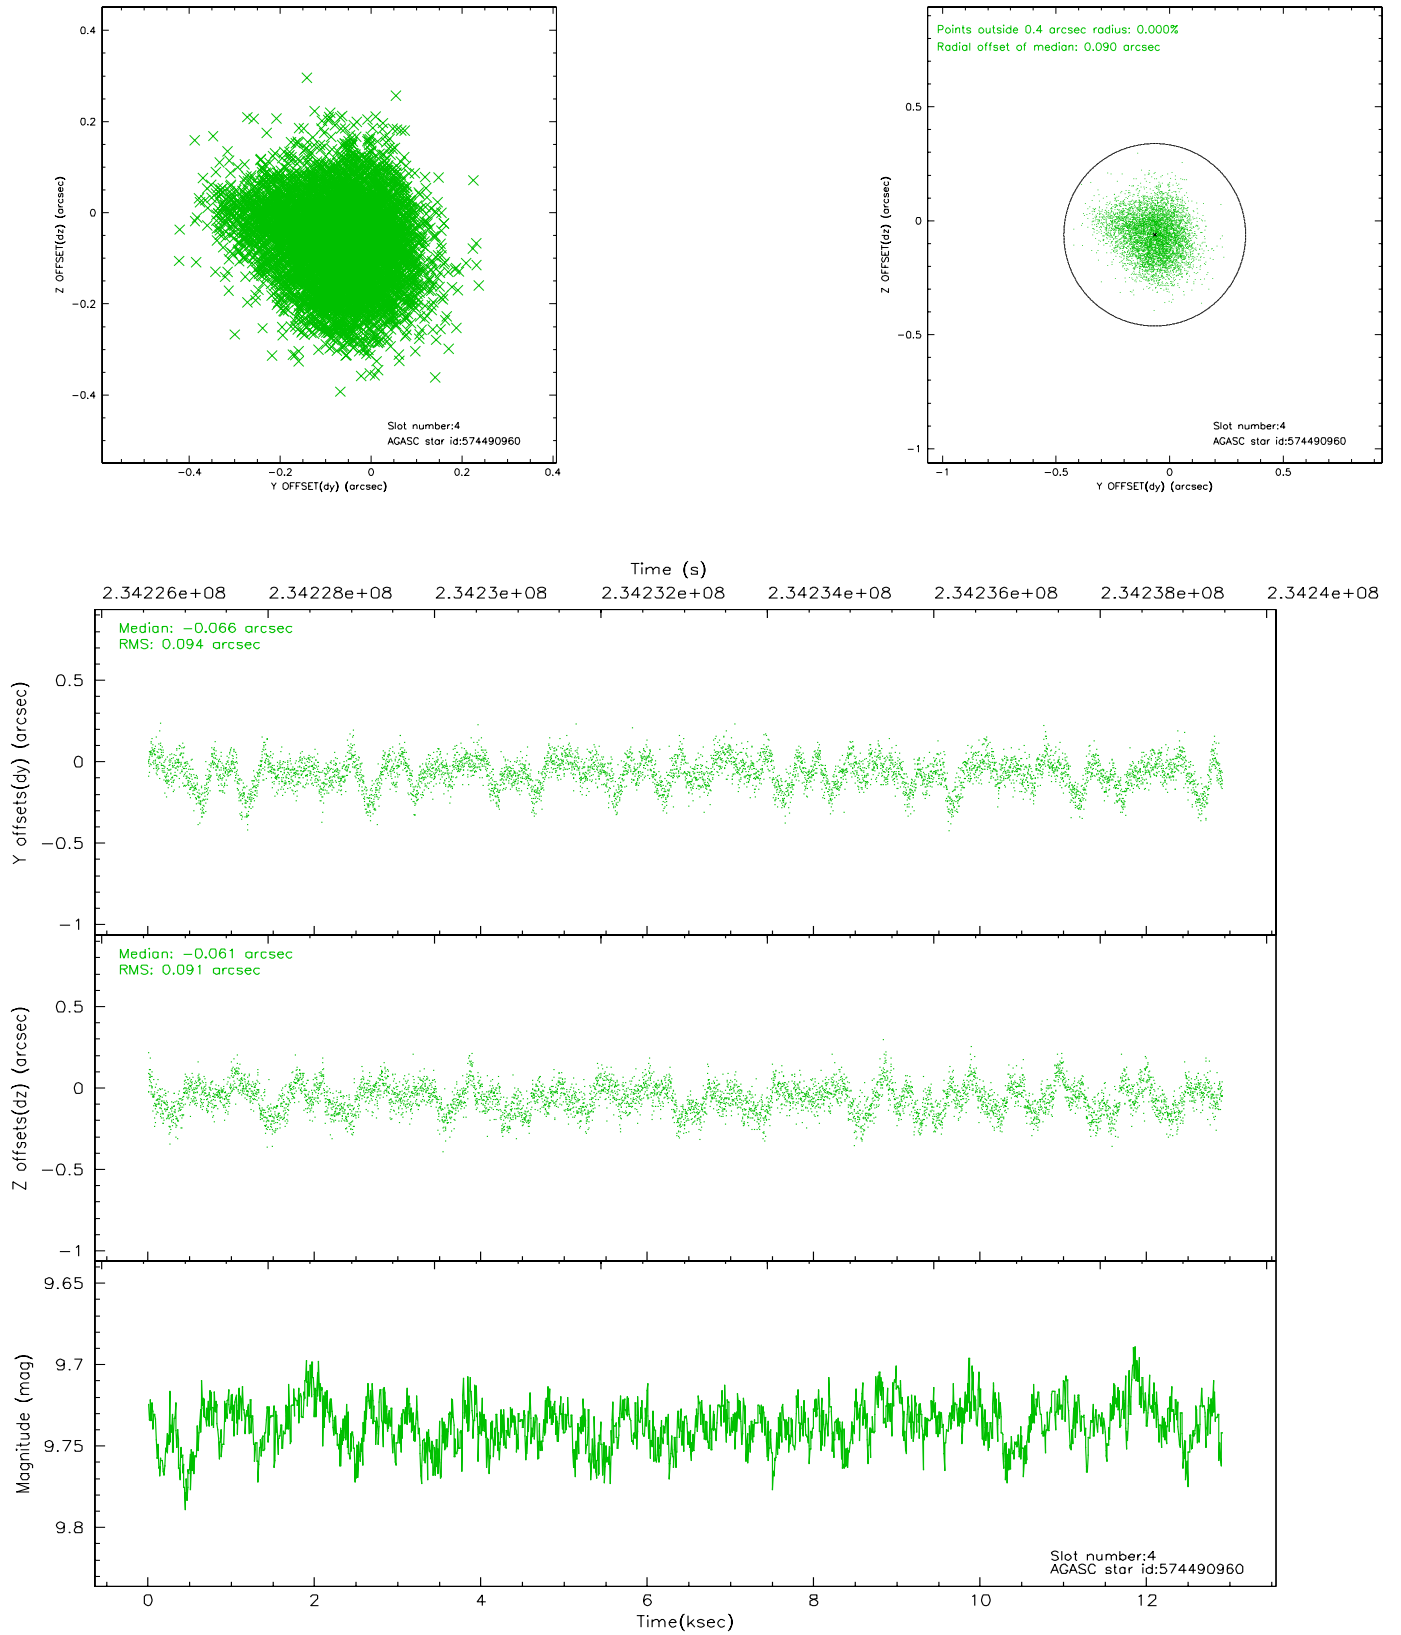 0.4
0.2
0
-0.2
-0.4
Z OFFSET(dz) (arcsec)
Slot number:4
AGASC star id:574490960
-0.4 -0.2 0 0.2 0.4
Y OFFSET(dy) (arcsec)
Points outside 0.4 arcsec radius: 0.000%
Radial offset of median: 0.090 arcsec
0.5
0
-0.5
-1
Z OFFSET(dz) (arcsec)
Slot number:4
AGASC star id:574490960
-1 -0.5 0 0.5
Y OFFSET(dy) (arcsec)
Time (s)
2.34226e+08 2.34228e+08 2.3423e+08 2.34232e+08 2.34234e+08 2.34236e+08 2.34238e+08 2.3424e+08
Median: -0.066 arcsec
RMS: 0.094 arcsec
0.5
0
-0.5
-1
Y offsets(dy) (arcsec)
Median: -0.061 arcsec
RMS: 0.091 arcsec
0.5
0
-0.5
-1
Z offsets(dz) (arcsec)
9.65
9.7
9.75
9.8
Magnitude (mag)
Slot number:4
AGASC star id:574490960
0 2 4 6 8 10 12
Time(ksec)